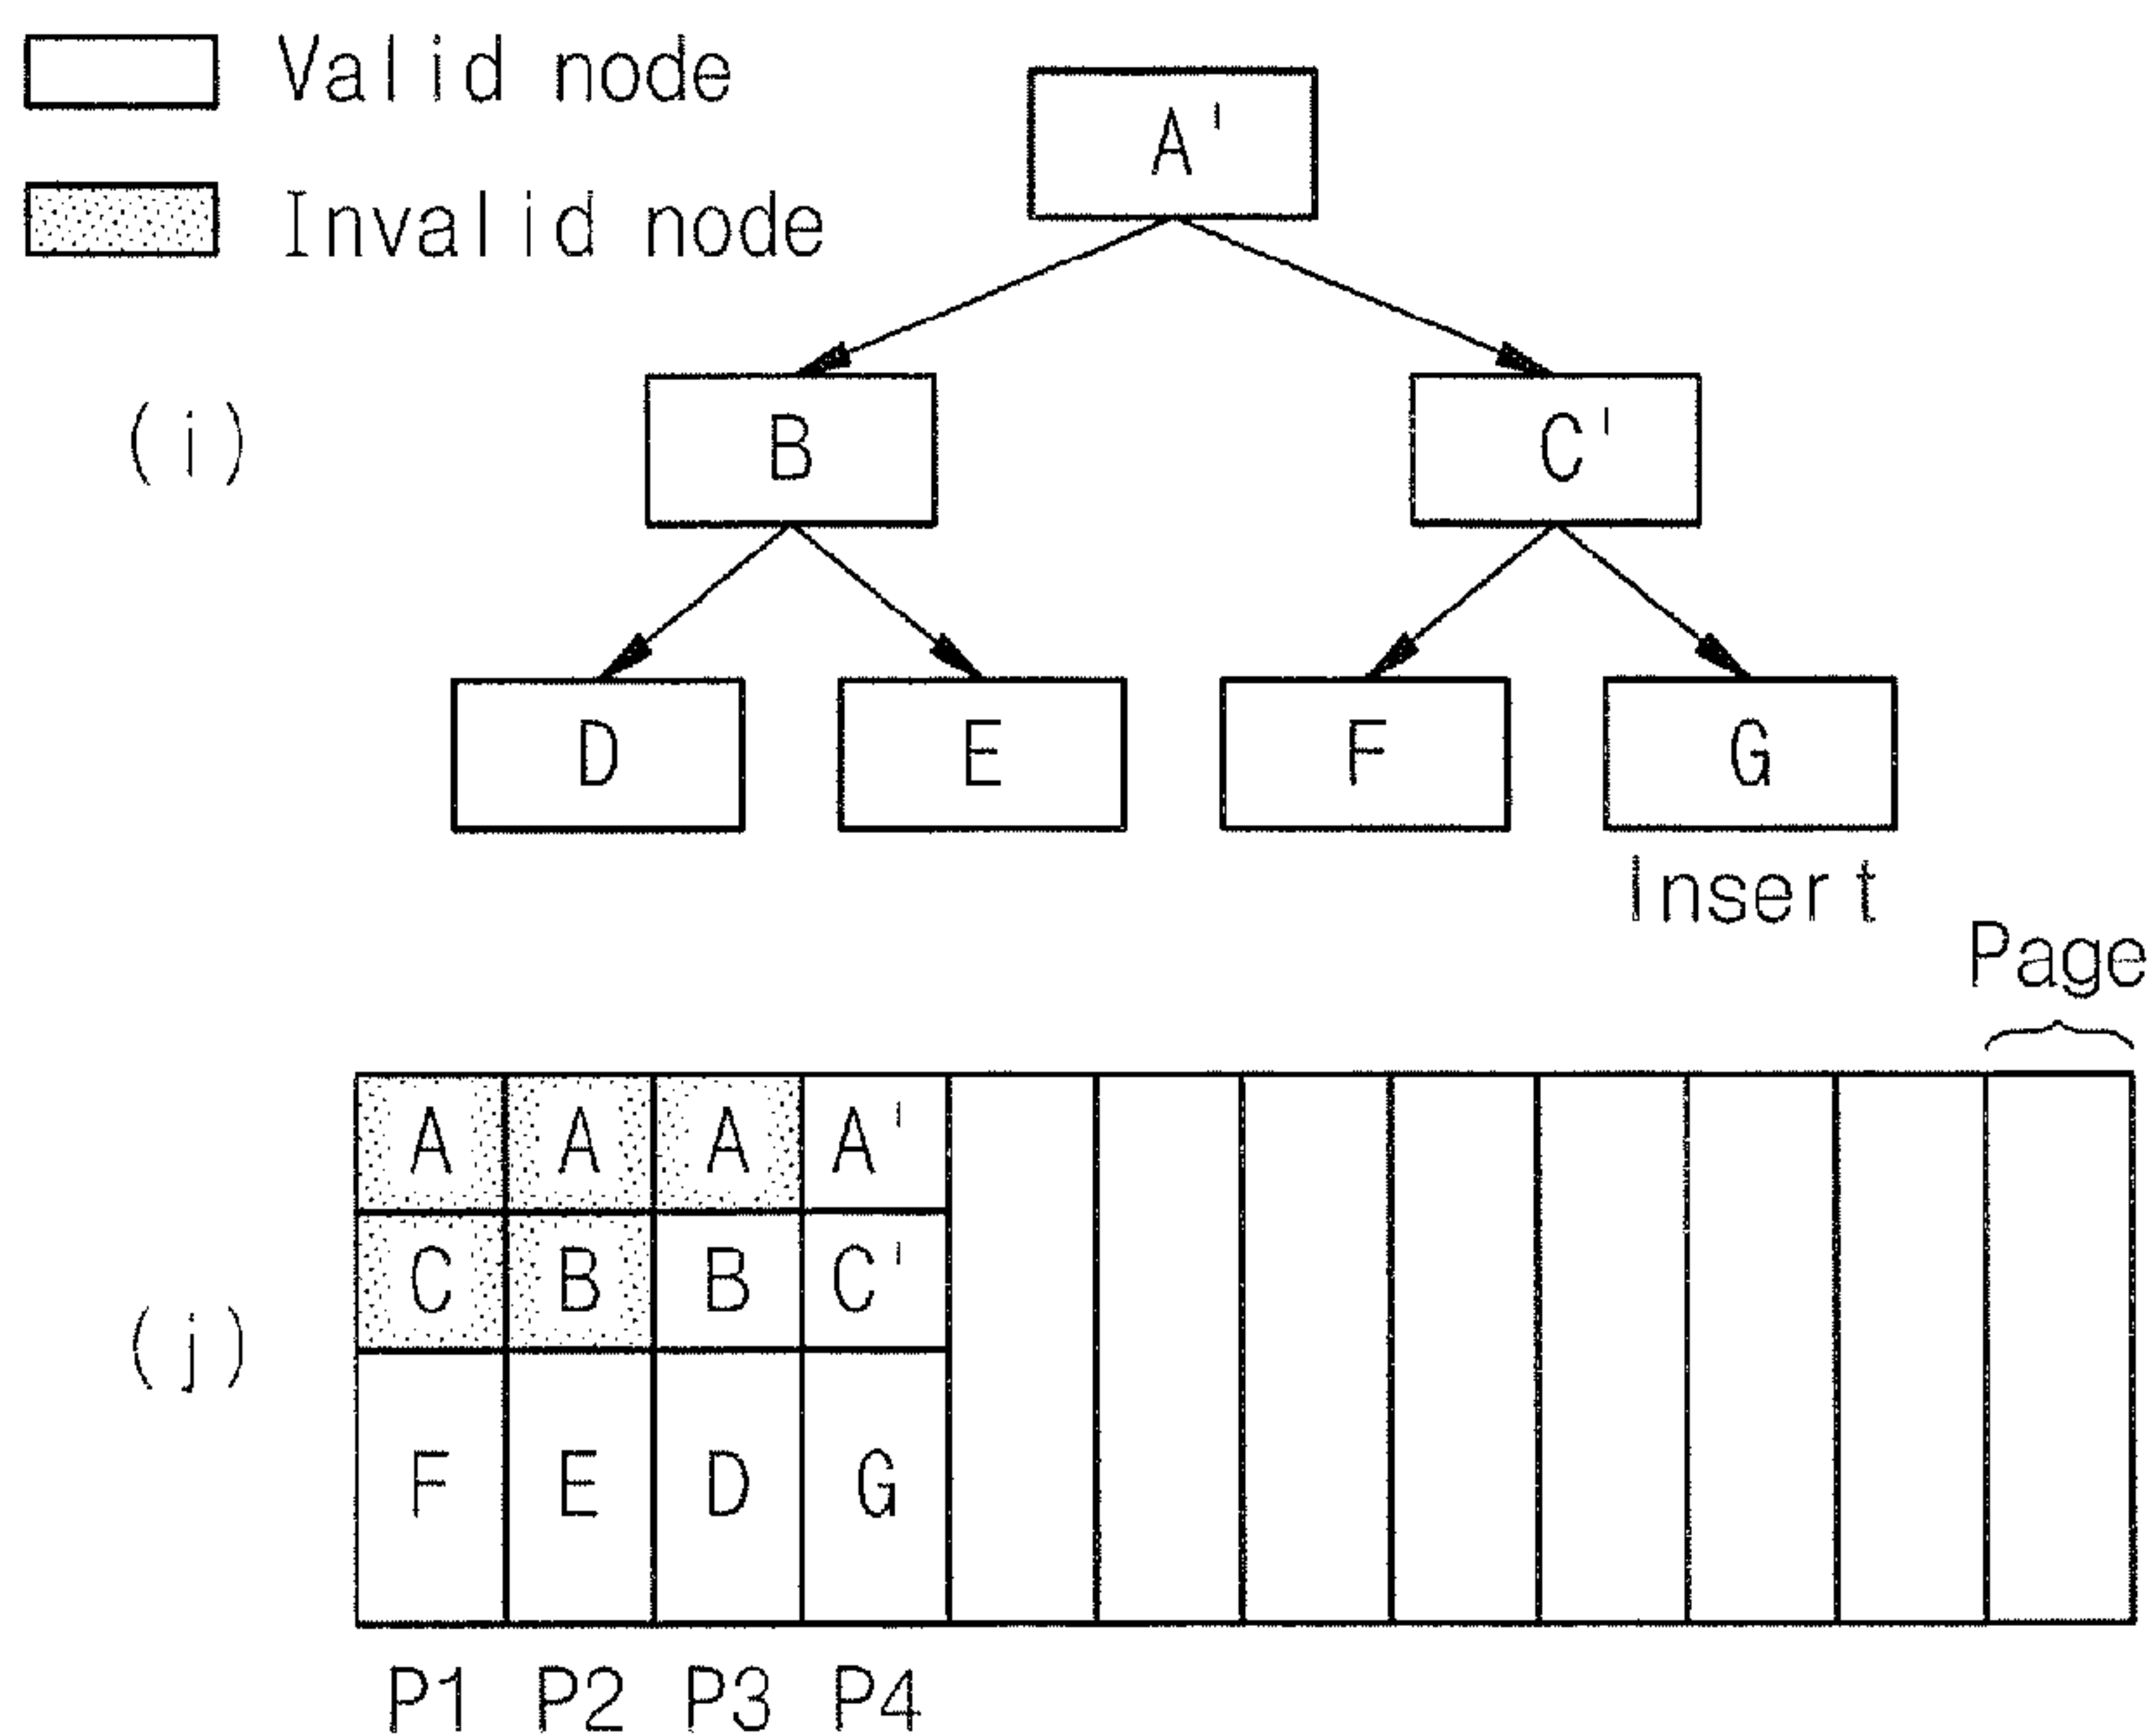 Valid node
Invalid node
A'
(i)
B C'
D E F G
Insert
Page
A A A A'
C B B C'
(j)
F E D G
P1 P2 P3 P4